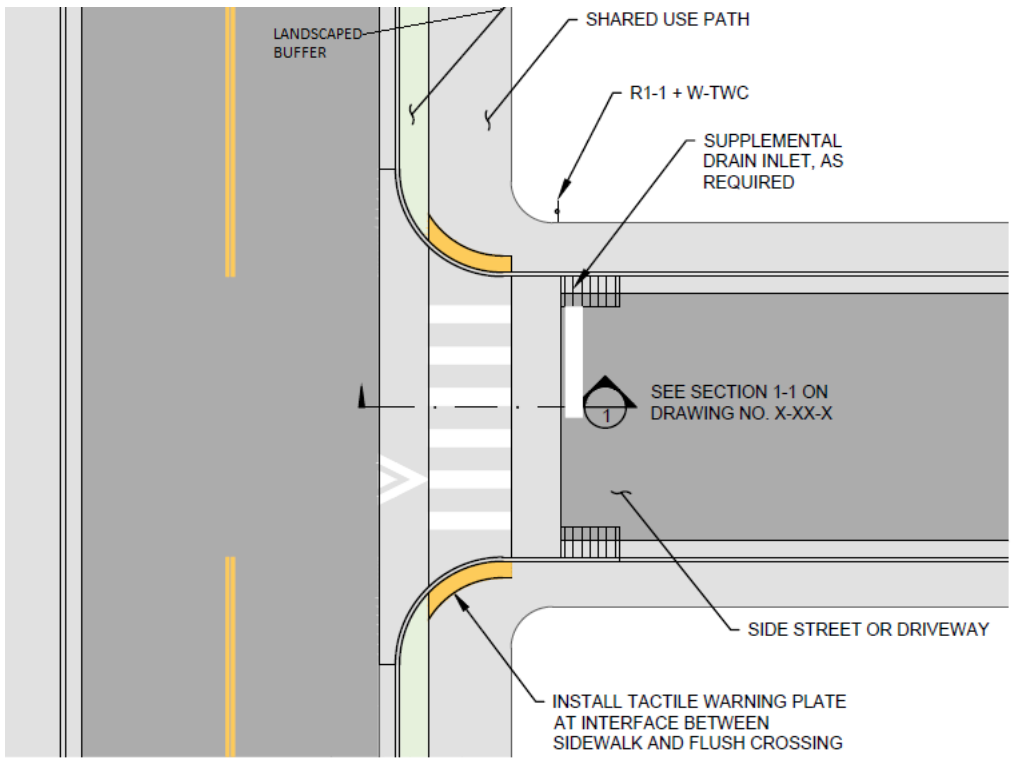 SHARED USE PATH
LANDSCAPED
BUFFER
R1-1 + W-TWC
SUPPLEMENTAL
DRAIN INLET, AS
REQUIRED
SEE SECTION 1-1 ON
DRAWING NO. X-XX-X
1
SIDE STREET OR DRIVEWAY
INSTALL TACTILE WARNING PLATE
AT INTERFACE BETWEEN
SIDEWALK AND FLUSH CROSSING